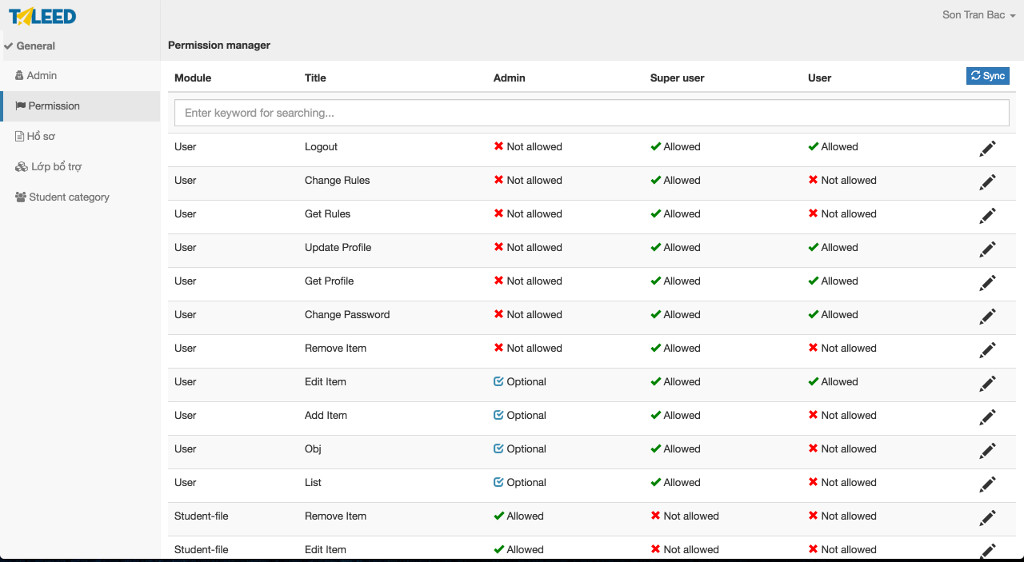 TALEED
Son Tran Bac
General
Admin
Permission
Hồ sơ
Lớp bổ trợ
Student category
Permission manager
Module Title Admin Super user User Sync
Enter keyword for searching...
User Logout Not allowed Allowed Allowed
User Change Rules Not allowed Allowed Not allowed
User Get Rules Not allowed Allowed Not allowed
User Update Profile Not allowed Allowed Allowed
User Get Profile Not allowed Allowed Allowed
User Change Password Not allowed Allowed Allowed
User Remove Item Not allowed Allowed Not allowed
User Edit Item Optional Allowed Allowed
User Add Item Optional Allowed Not allowed
User Obj Optional Allowed Not allowed
User List Optional Allowed Not allowed
Student-file Remove Item Allowed Not allowed Not allowed
Student-file Edit Item Allowed Not allowed Not allowed